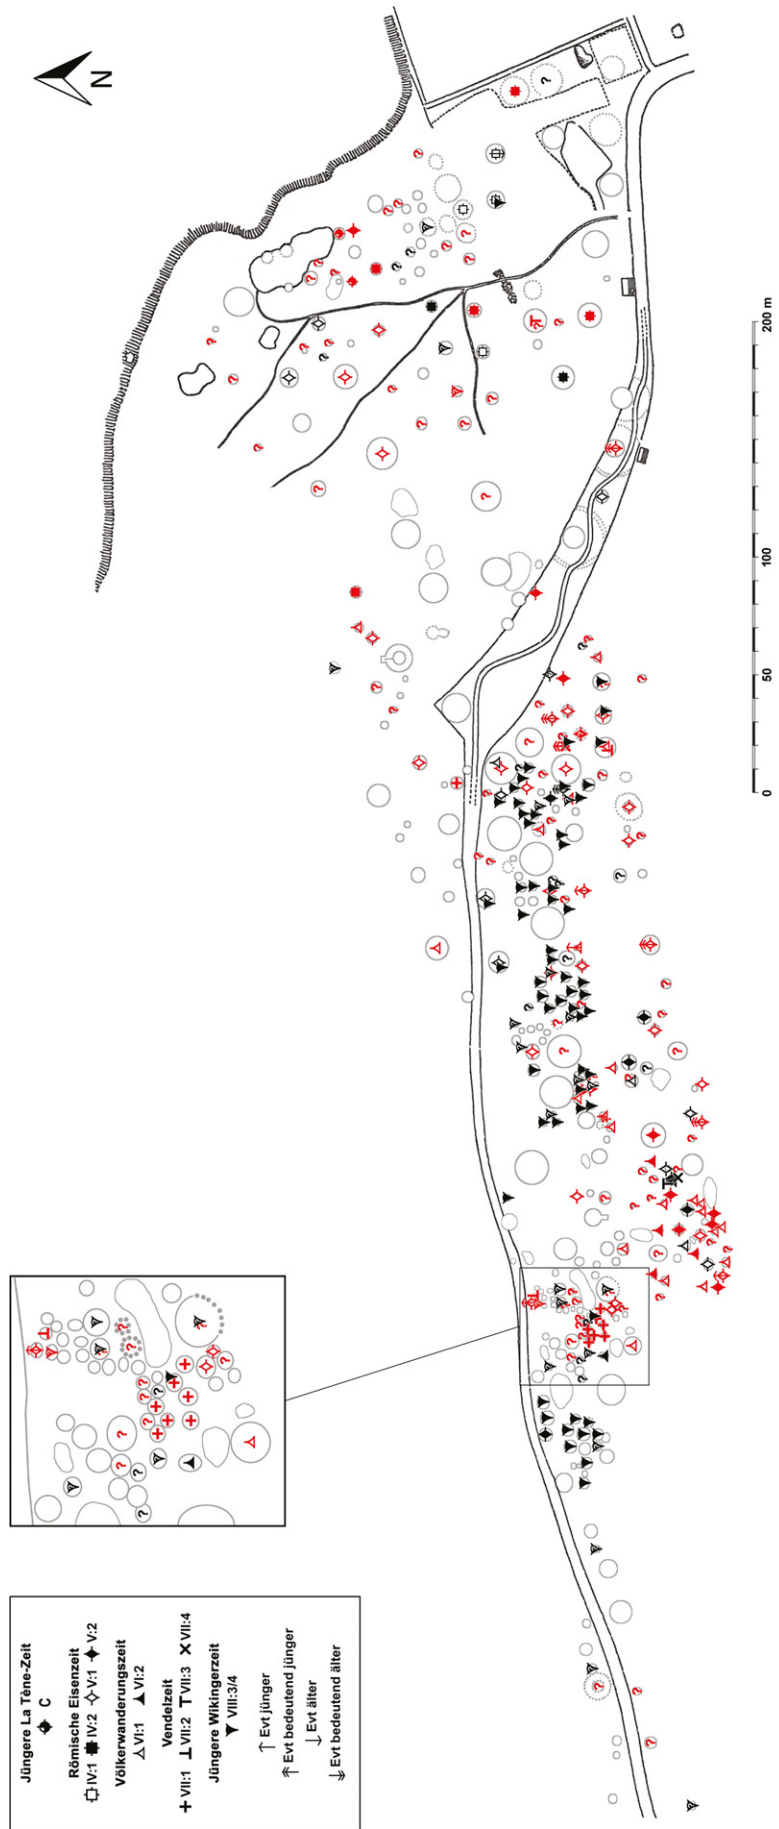 N
200 m
100
50
0
Jüngere La Tène-Zeit
C
Römische Eisenzeit
IV:1 IV:2 V:1 V:2
Völkerwanderungszeit
VI:1 VI:2
Vendelzeit
VII:1 VII:2 VII:3 VII:4
Jüngere Wikingerzeit
VIII:3/4
Evt jünger
Evt bedeutend jünger
Evt älter
Evt bedeutend älter